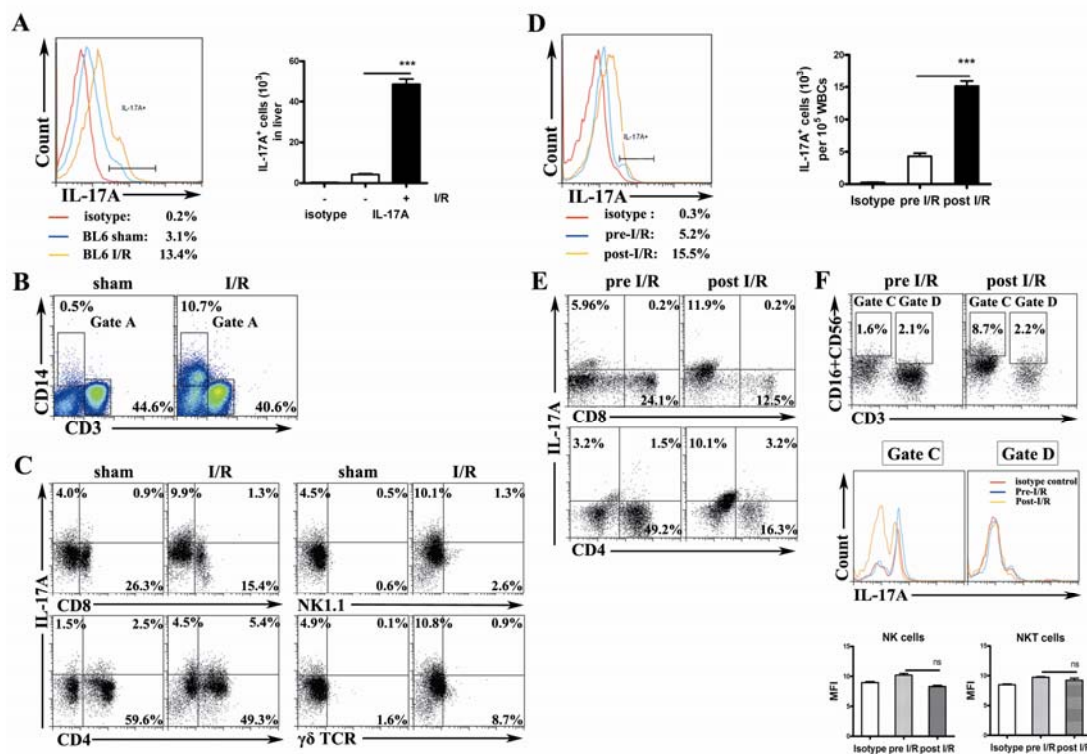 A
Count
IL-17A+
IL-17A
isotype: 0.2%
BL6 sham: 3.1%
BL6 I/R 13.4%
IL-17A⁺ cells (10³)
in liver
60
40
20
0
***
- - + I/R
isotype IL-17A
D
Count
IL-17A+
IL-17A
isotype : 0.3%
pre-I/R: 5.2%
post-I/R: 15.5%
IL-17A⁺ cells (10³)
per 10⁵ WBCs
20
15
10
5
0
***
Isotype pre I/R post I/R
B
sham I/R
0.5% 10.7%
Gate A Gate A
CD14
44.6% 40.6%
CD3
C
sham I/R sham I/R
IL-17A
4.0% 0.9% 9.9% 1.3% 4.5% 0.5% 10.1% 1.3%
26.3% 15.4% 0.6% 2.6%
CD8 NK1.1
1.5% 2.5% 4.5% 5.4% 4.9% 0.1% 10.8% 0.9%
59.6% 49.3% 1.6% 8.7%
CD4 γδ TCR
E
pre I/R post I/R
5.96% 0.2% 11.9% 0.2%
24.1% 12.5%
CD8
IL-17A
3.2% 1.5% 10.1% 3.2%
49.2% 16.3%
CD4
F
pre I/R post I/R
Gate C Gate D Gate C Gate D
1.6% 2.1% 8.7% 2.2%
CD16+CD56
CD3
Gate C Gate D
isotype control
Pre-I/R
Post-I/R
Count
IL-17A
NK cells NKT cells
ns ns
MFI MFI
15 15
10 10
5 5
0 0
Isotype pre I/R post I/R Isotype pre I/R post I/R